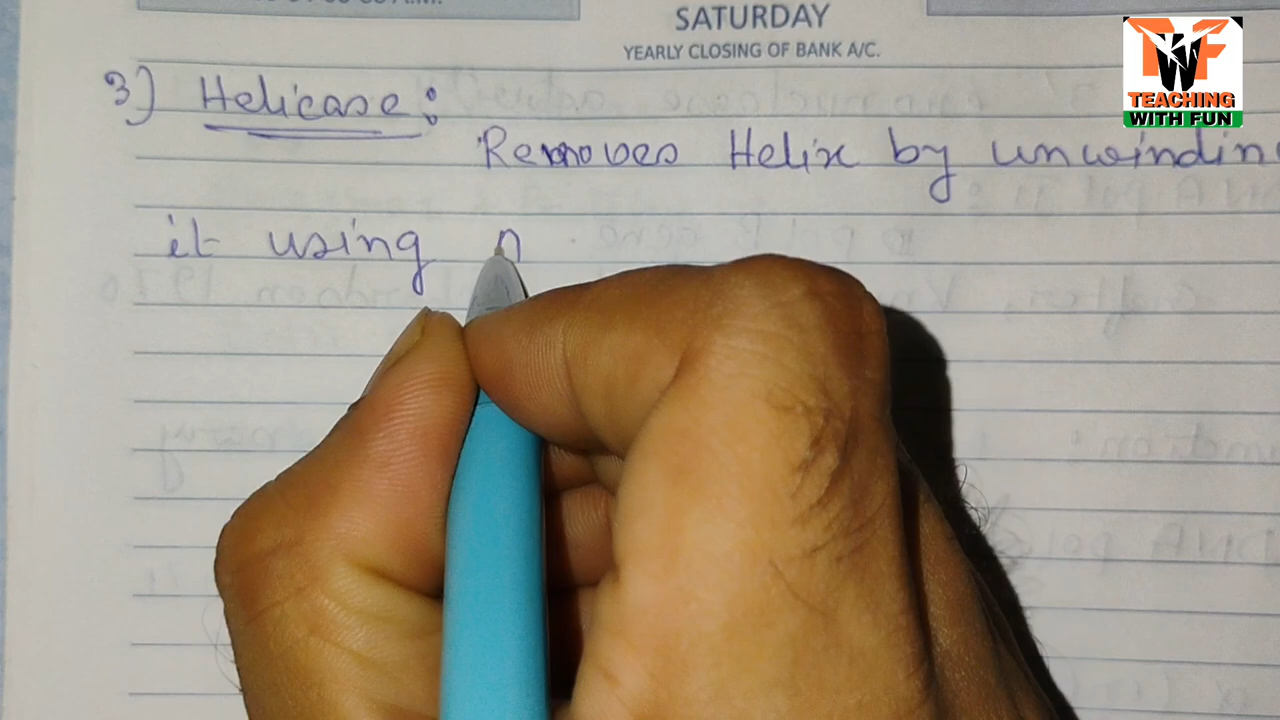 SATURDAY
YEARLY CLOSING OF BANK A/C.
TEACHING
WITH FUN
3) Helicase:
Removes Helix by unwindin
it using